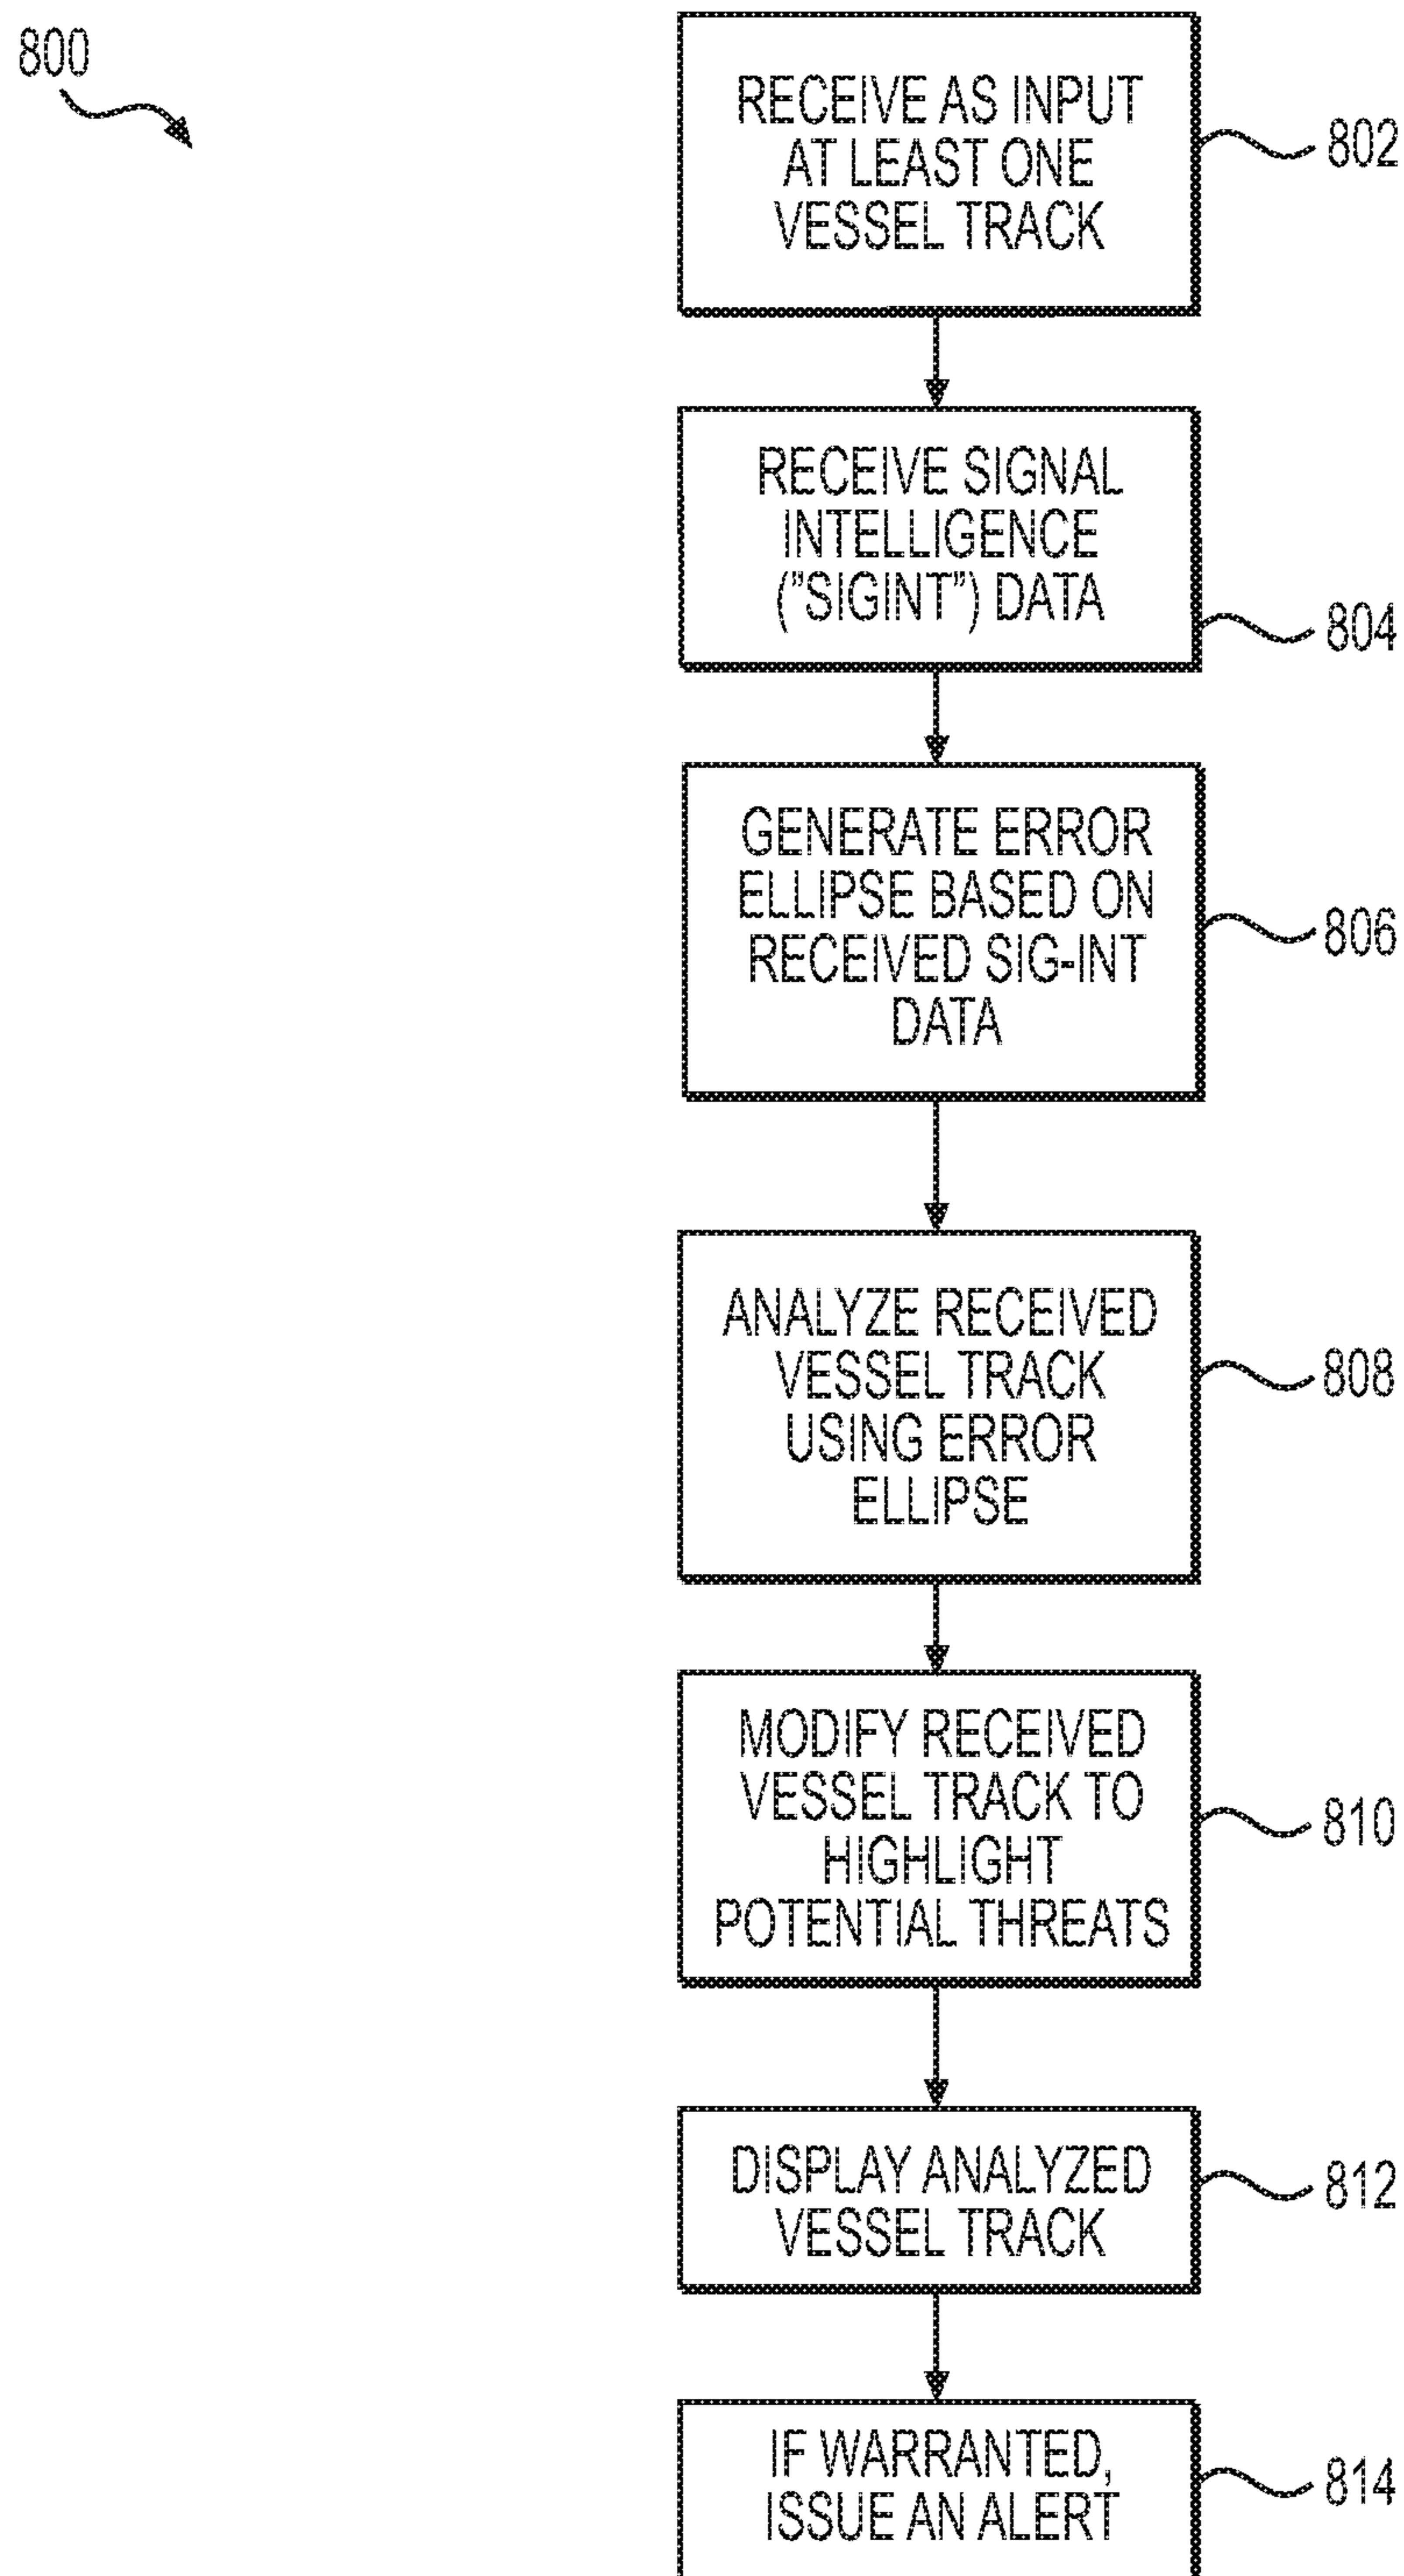 800
RECEIVE AS INPUT
AT LEAST ONE
VESSEL TRACK
802
RECEIVE SIGNAL
INTELLIGENCE
(”SIGINT”) DATA
804
GENERATE ERROR
ELLIPSE BASED ON
RECEIVED SIG-INT
DATA
806
ANALYZE RECEIVED
VESSEL TRACK
USING ERROR
ELLIPSE
808
MODIFY RECEIVED
VESSEL TRACK TO
HIGHLIGHT
POTENTIAL THREATS
810
DISPLAY ANALYZED
VESSEL TRACK
812
IF WARRANTED,
ISSUE AN ALERT
814